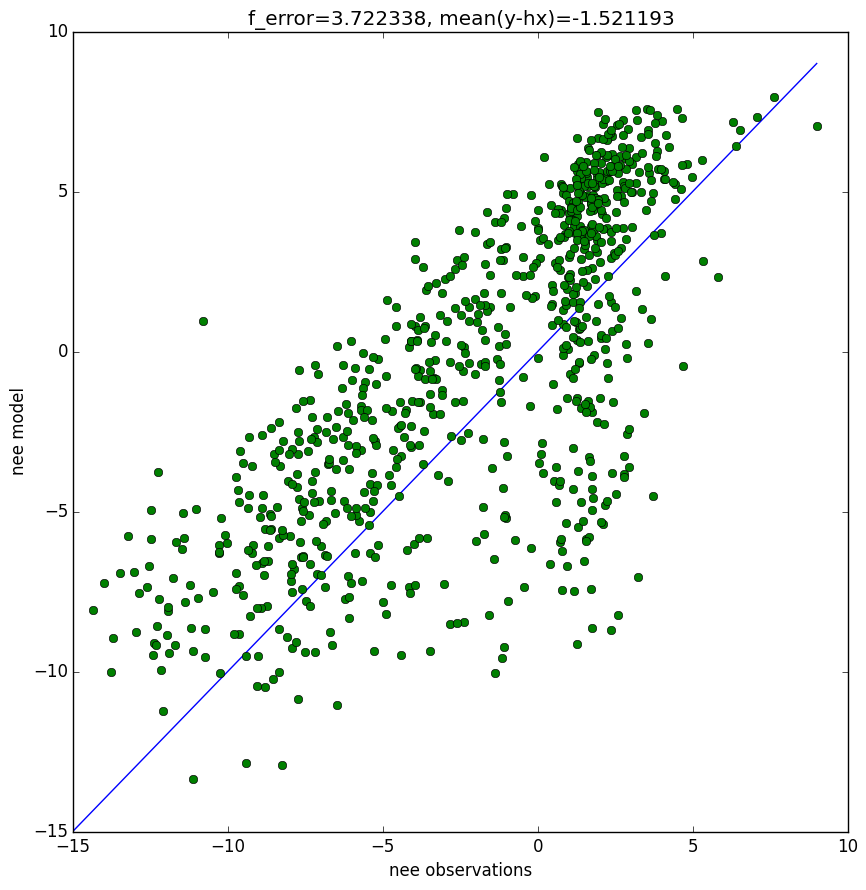 f_error=3.722338, mean(y-hx)=-1.521193
10
5
0
−5
−10
−15
nee model
−15 −10 −5 0 5 10
nee observations